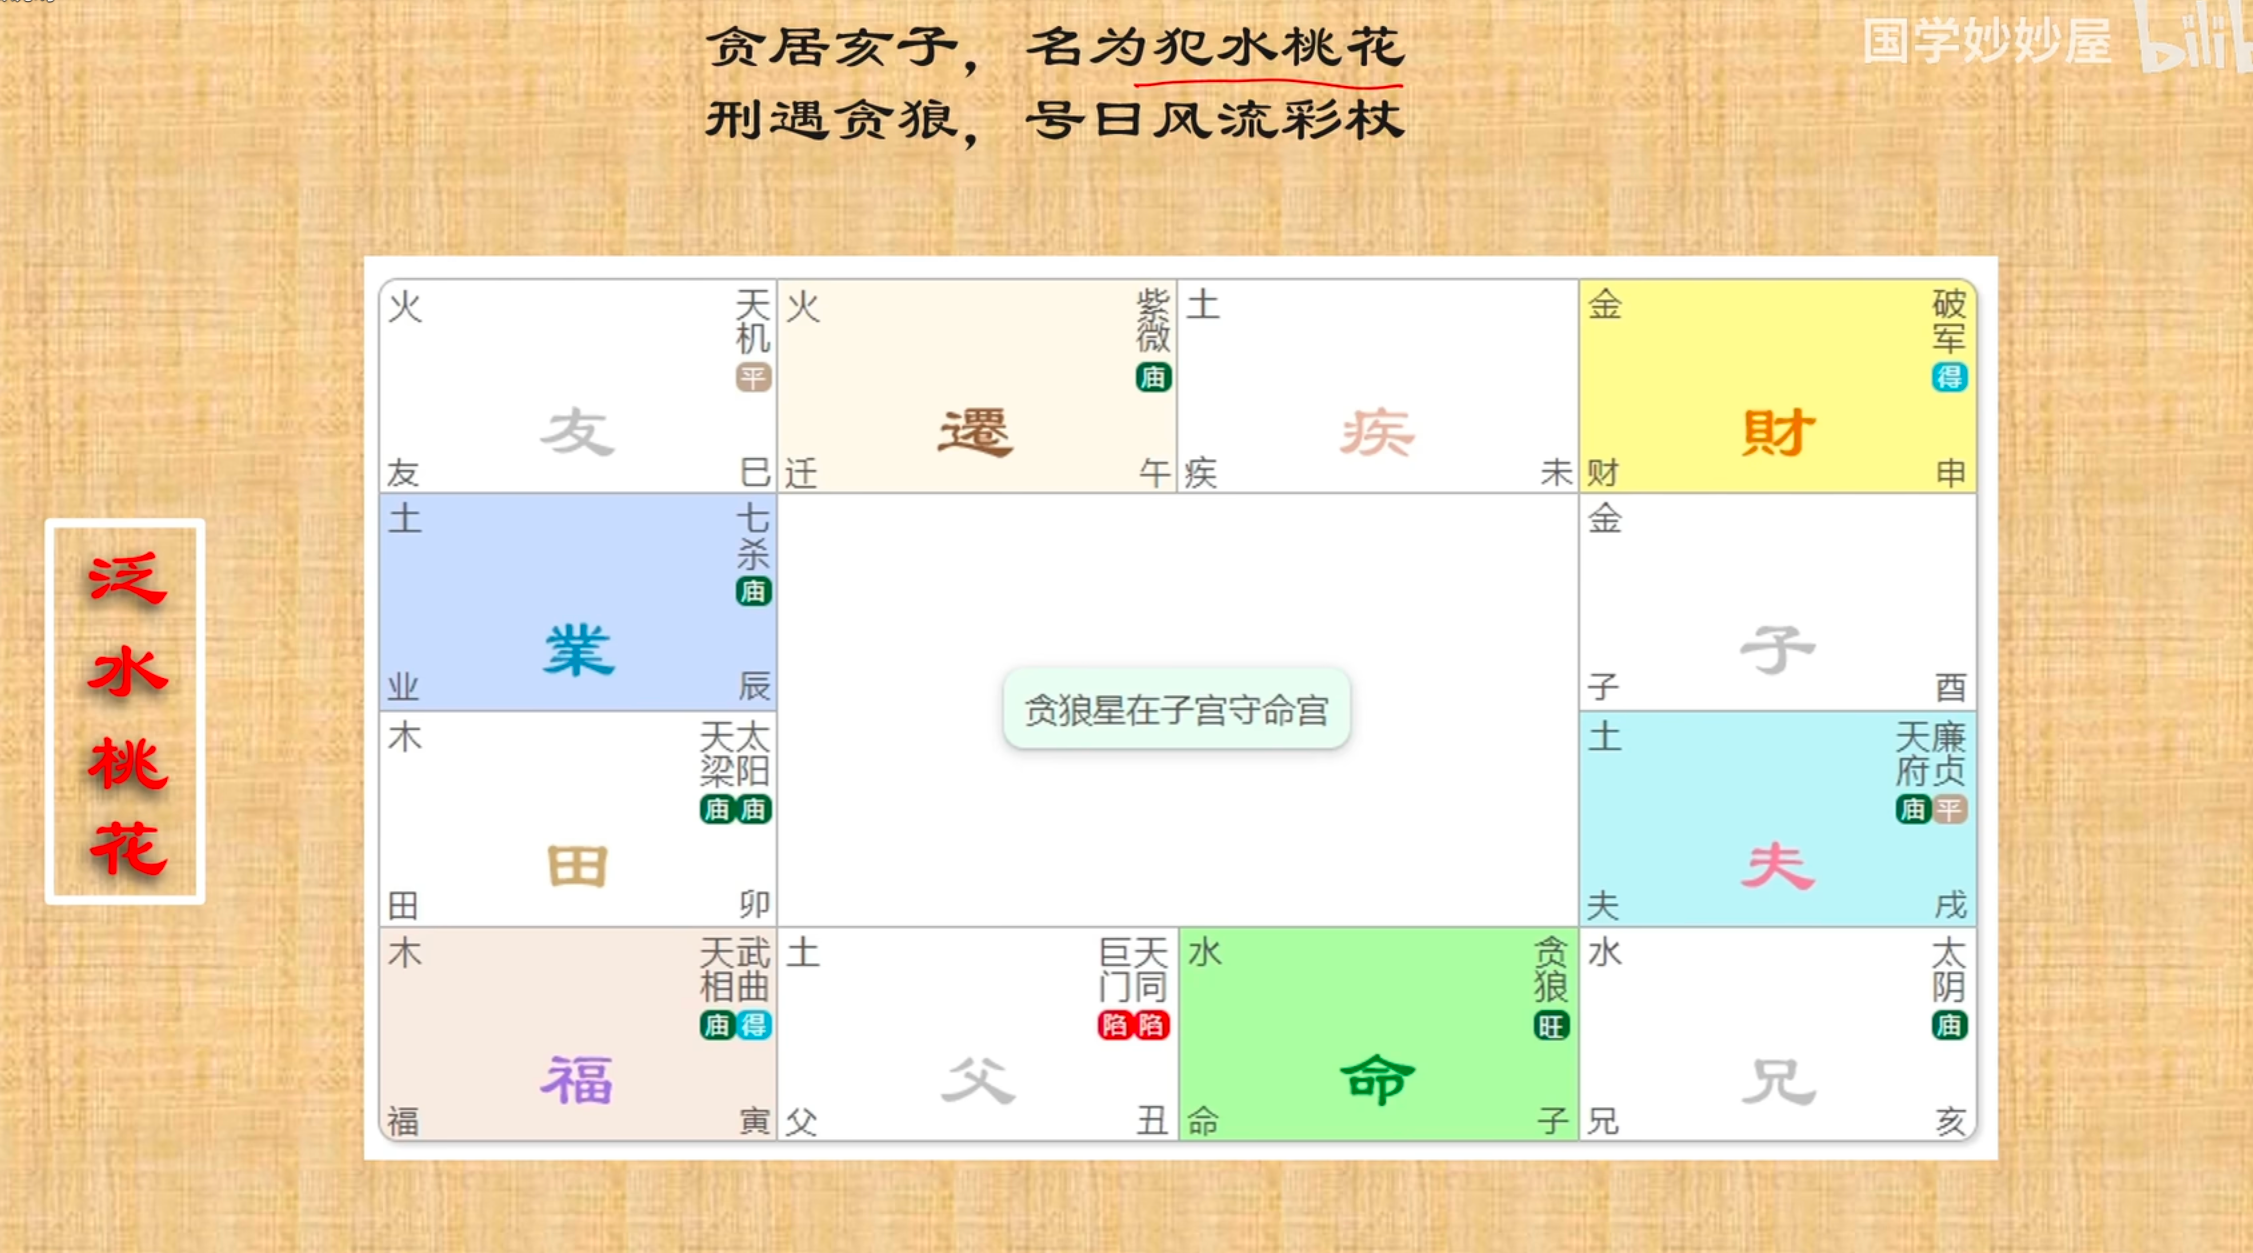 国学妙妙屋 bilib
贪居亥子，名为犯水桃花
刑遇贪狼，号日风流彩杖
泛水桃花
火 天机 平 友 友 巳
火 紫微 庙 遷 迁 午
土 疾 疾 未
金 破军 得 財 财 申
土 七杀 庙 業 业 辰
金 子 子 酉
木 天梁 太阳 庙 庙 田 田 卯
贪狼星在子宫守命宫
土 天府 廉贞 庙 平 夫 夫 戌
木 天相 武曲 庙 得 福 福 寅
土 巨门 天同 陷 陷 父 父 丑
水 贪狼 旺 命 命 子
水 太阴 庙 兄 兄 亥